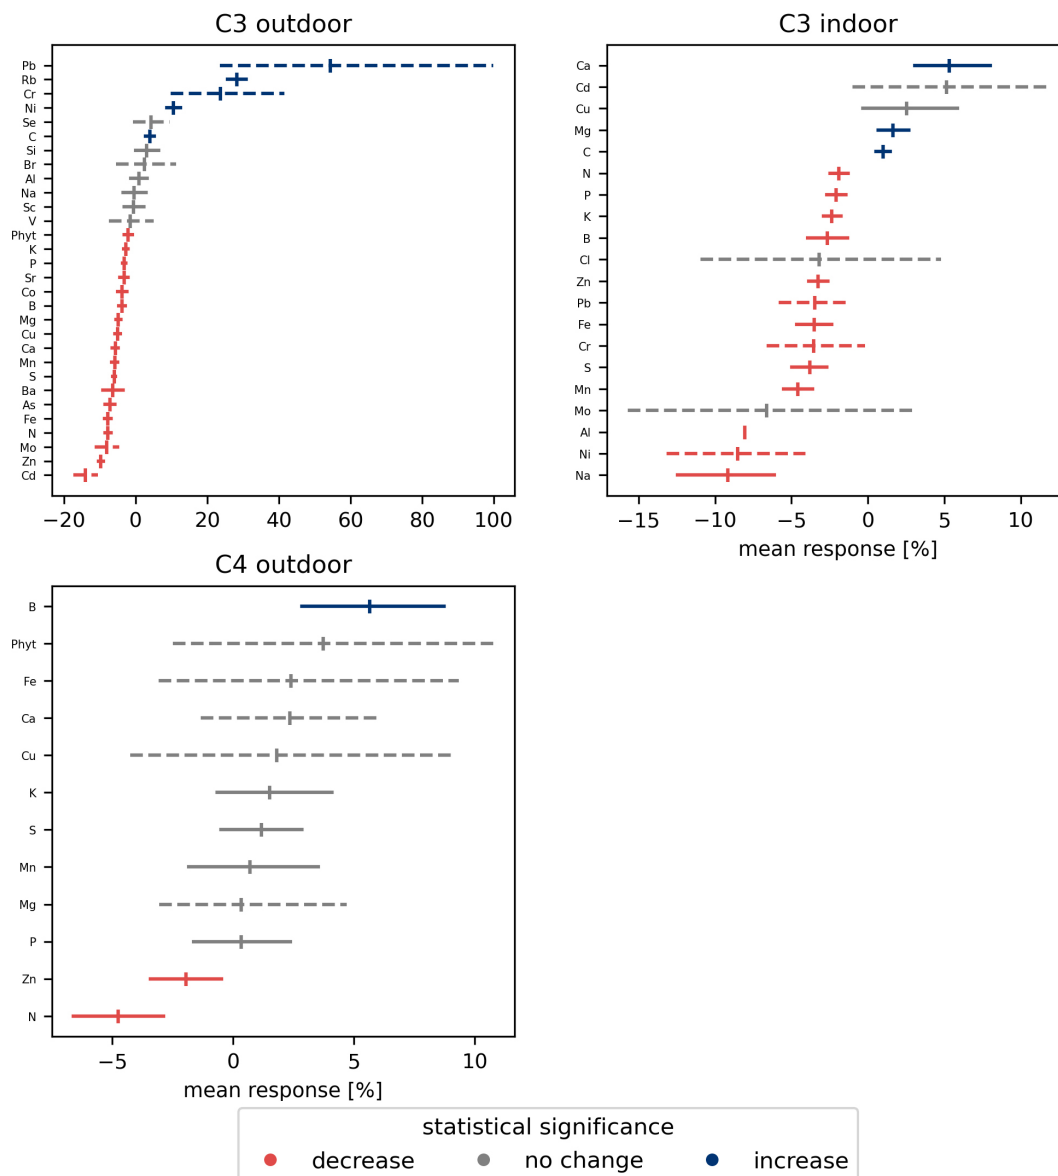 C3 outdoor
Pb
Rb
Cr
Ni
Se
C
Si
Br
Al
Na
Sc
V
Phyt
K
P
Sr
Co
B
Mg
Cu
Ca
Mn
S
Ba
As
Fe
N
Mo
Zn
Cd
−20 0 20 40 60 80 100
C3 indoor
Ca
Cd
Cu
Mg
C
N
P
K
B
Cl
Zn
Pb
Fe
Cr
S
Mn
Mo
Al
Ni
Na
−15 −10 −5 0 5 10
mean response [%]
C4 outdoor
B
Phyt
Fe
Ca
Cu
K
S
Mn
Mg
P
Zn
N
−5 0 5 10
mean response [%]
statistical significance
decrease no change increase